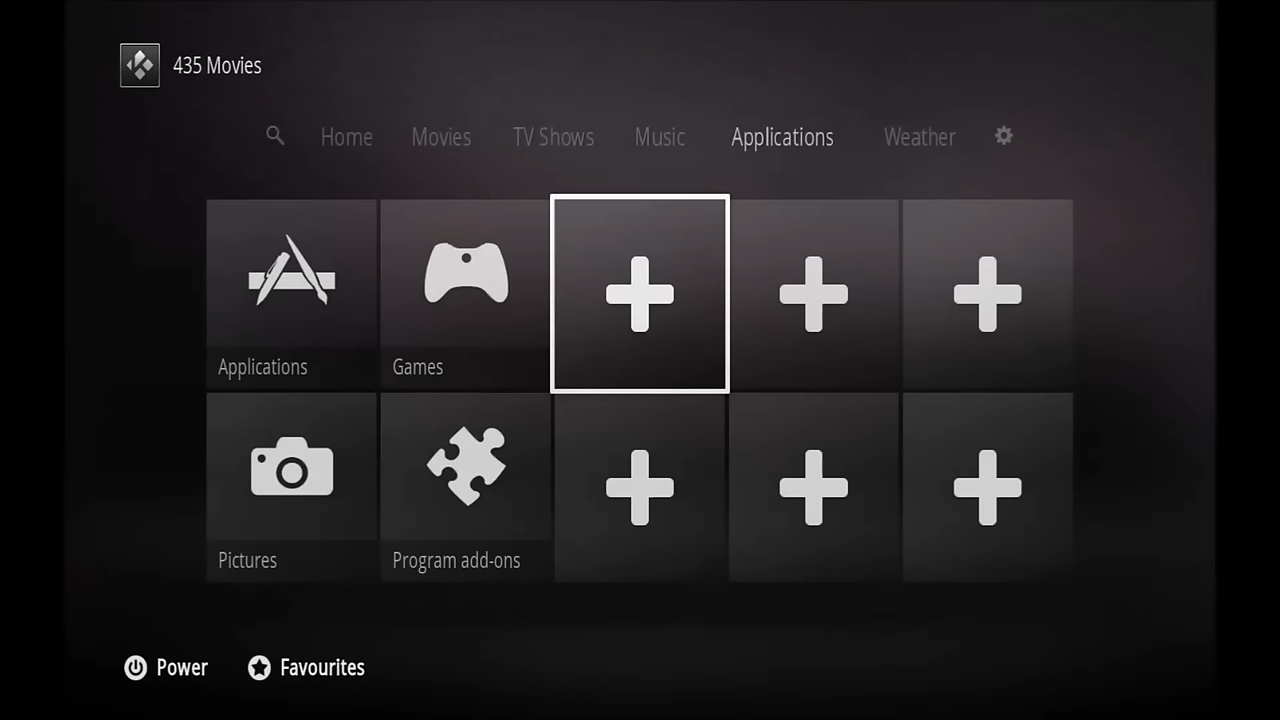 435 Movies
Home Movies TV Shows Music Applications Weather
Applications Games
Pictures Program add-ons
Power Favourites